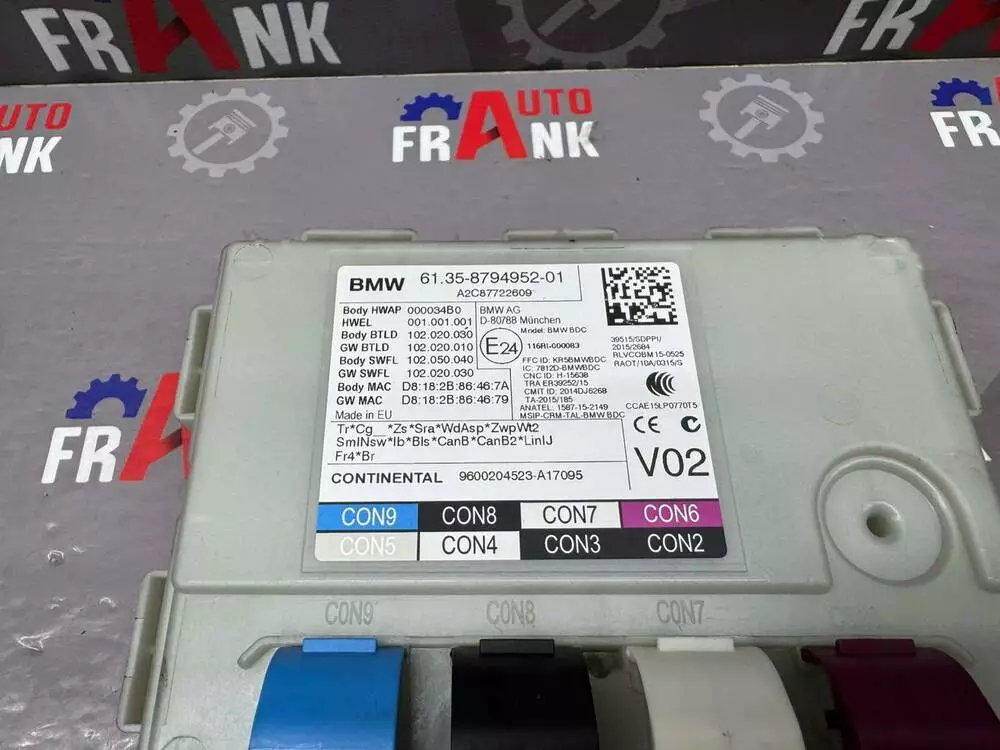 FRANK
AUTO
FRANK
AUTO
FRANK
BMW 61.35-8794952-01
A2C87722609
Body HWAP 000034B0
HWEL 001.001.001
Body BTLD 102.020.030
GW BTLD 102.020.010
Body SWFL 102.050.040
GW SWFL 102.020.030
Body MAC D8:18:2B:86:46:7A
GW MAC D8:18:2B:86:46:79
Made in EU
BMW AG
D-80788 München
Model: BMW BDC
E24
116RI-000083
FFC ID: KR5BMWBDC
IC: 7812D-BMWBDC
CNC ID: H-15638
TRA ER39252/15
CMIT ID: 2014DJ6268
TA-2015/185
ANATEL: 1587-15-2149
MSIP-CRM-TAL-BMW BDC
39515/SDPPI/
2015/2684
RLVCOBM15-0525
RAOT/10A/0315/S
CCAE15LP0770T5
CE
V02
Tr*Cg__*Zs*Sra*WdAsp*ZwpWt2
SmlNsw*Ib*Bls*CanB*CanB2*LinIJ
Fr4*Br
CONTINENTAL 9600204523-A17095
CON9 CON8 CON7 CON6
CON5 CON4 CON3 CON2
CON9 CON8 CON7